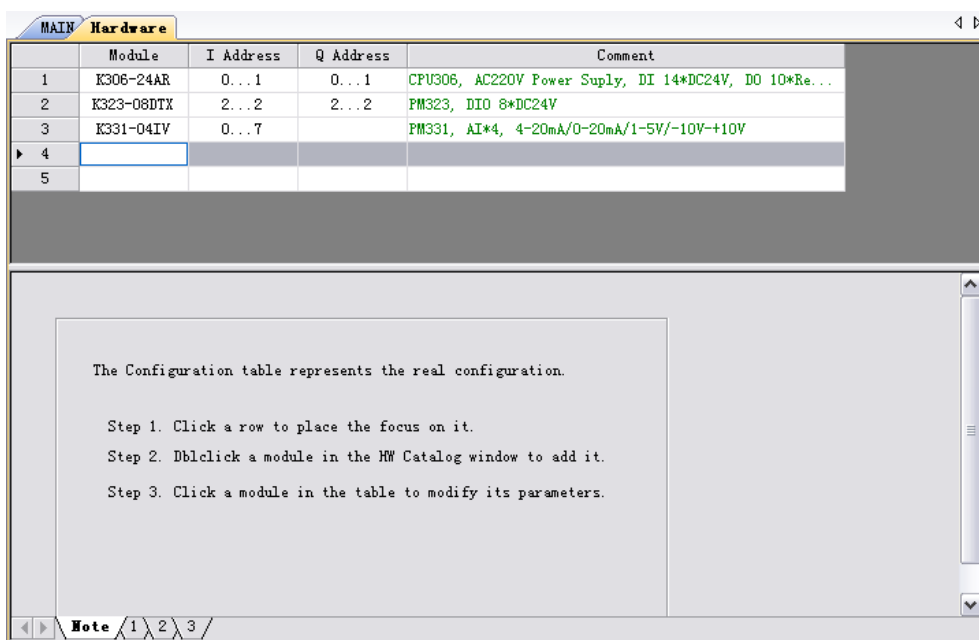 MAIN Hardware
Module I Address Q Address Comment
1 K306-24AR 0...1 0...1 CPU306, AC220V Power Suply, DI 14*DC24V, DO 10*Re...
2 K323-08DTX 2...2 2...2 PM323, DIO 8*DC24V
3 K331-04IV 0...7 PM331, AI*4, 4-20mA/0-20mA/1-5V/-10V-+10V
4
5
The Configuration table represents the real configuration.
Step 1. Click a row to place the focus on it.
Step 2. Dblclick a module in the HW Catalog window to add it.
Step 3. Click a module in the table to modify its parameters.
Note 1 2 3